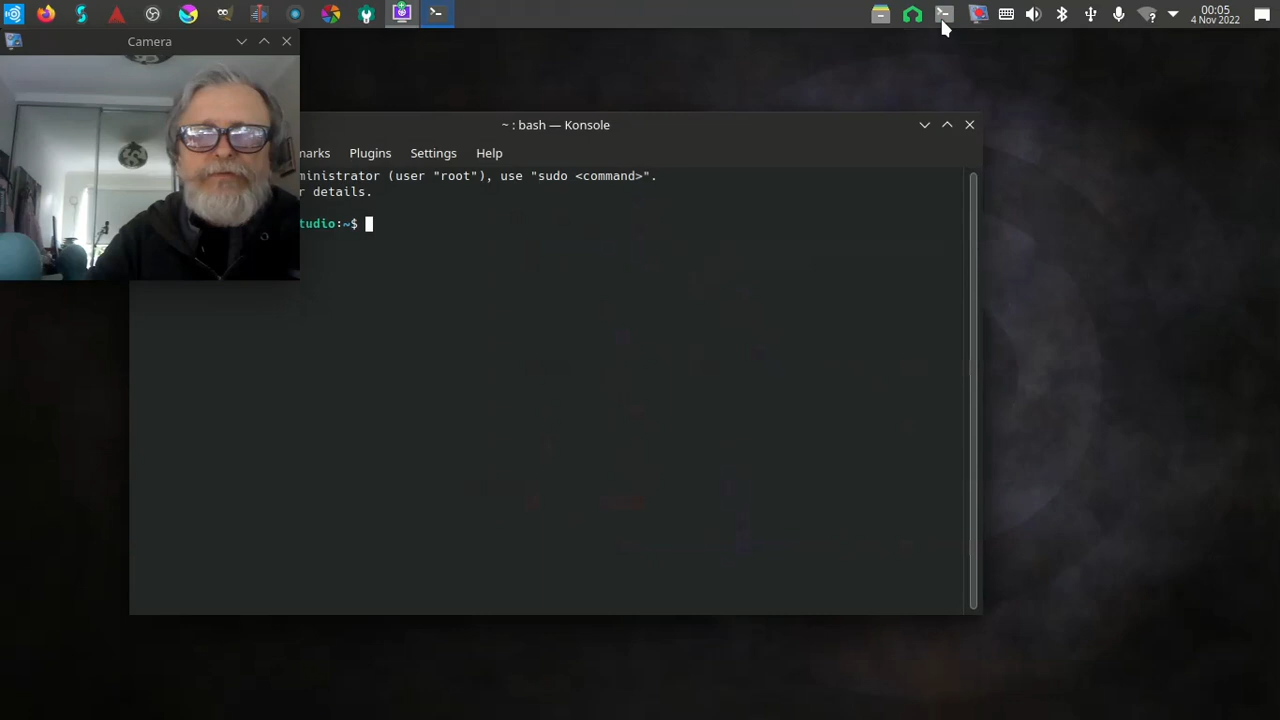 00:05
4 Nov 2022
Camera
~ : bash — Konsole
marks Plugins Settings Help
ministrator (user "root"), use "sudo <command>".
r details.
tudio:~$